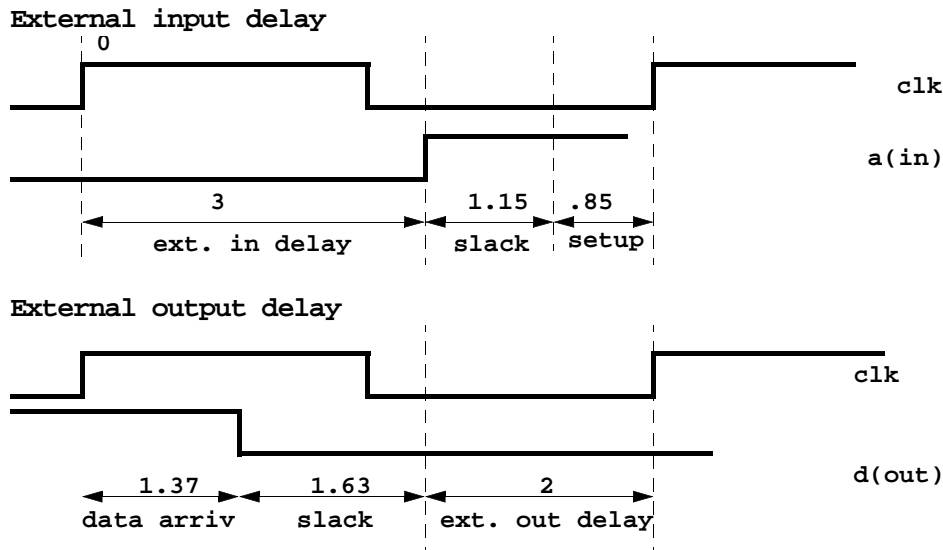 External input delay
0
clk
a(in)
3 1.15 .85
ext. in delay slack setup
External output delay
clk
d(out)
1.37 1.63 2
data arriv slack ext. out delay